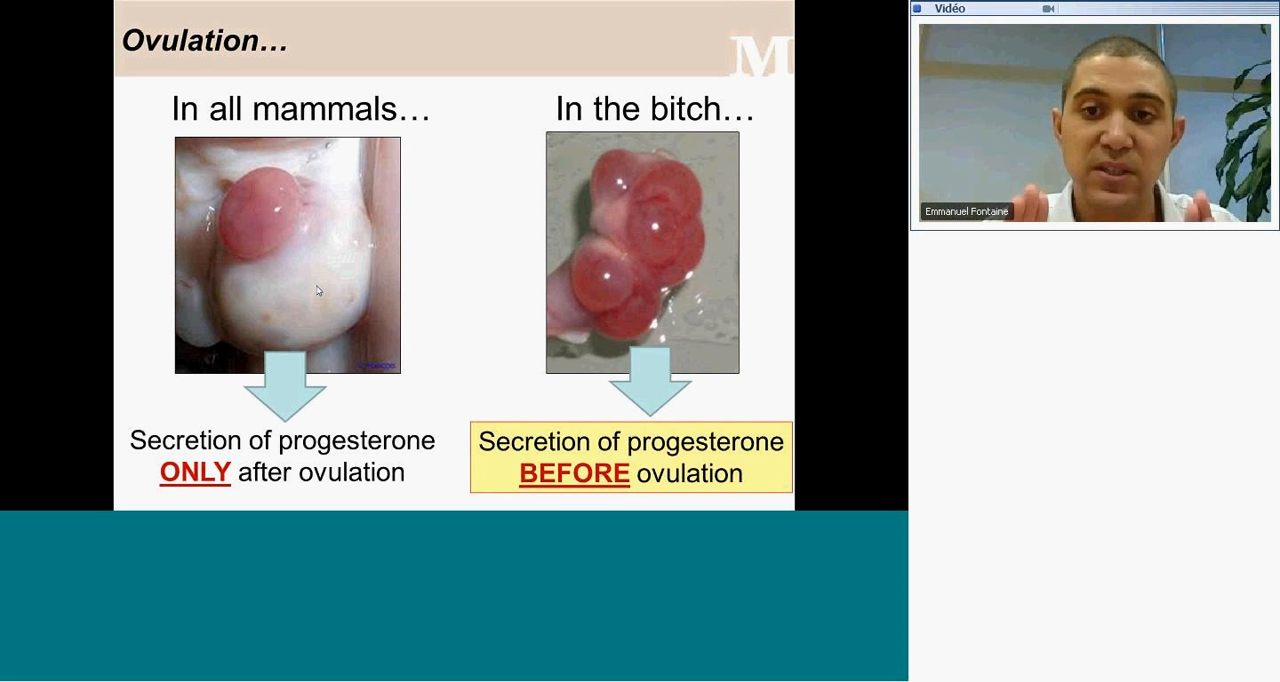 Ovulation…
M
In all mammals…
In the bitch…
Secretion of progesterone
ONLY after ovulation
Secretion of progesterone
BEFORE ovulation
Vidéo
Emmanuel Fontaine